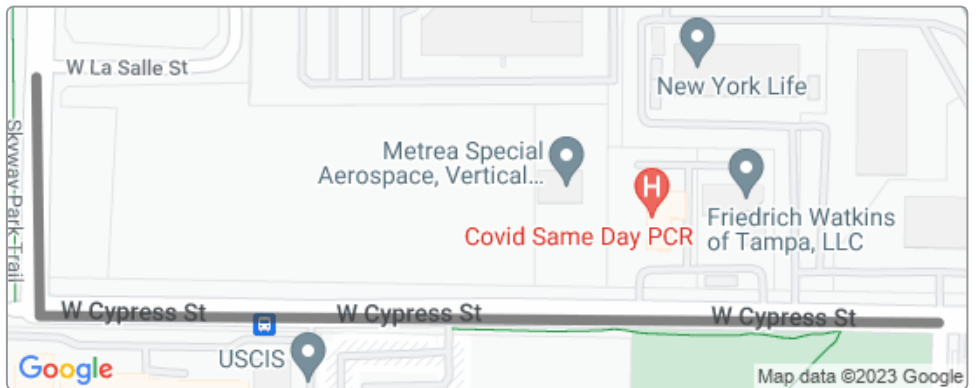 W La Salle St
New York Life
Metrea Special
Aerospace, Vertical...
Skyway-Park-Trail
H
Covid Same Day PCR
Friedrich Watkins
of Tampa, LLC
W Cypress St
W Cypress St
W Cypress St
USCIS
Google
Map data ©2023 Google